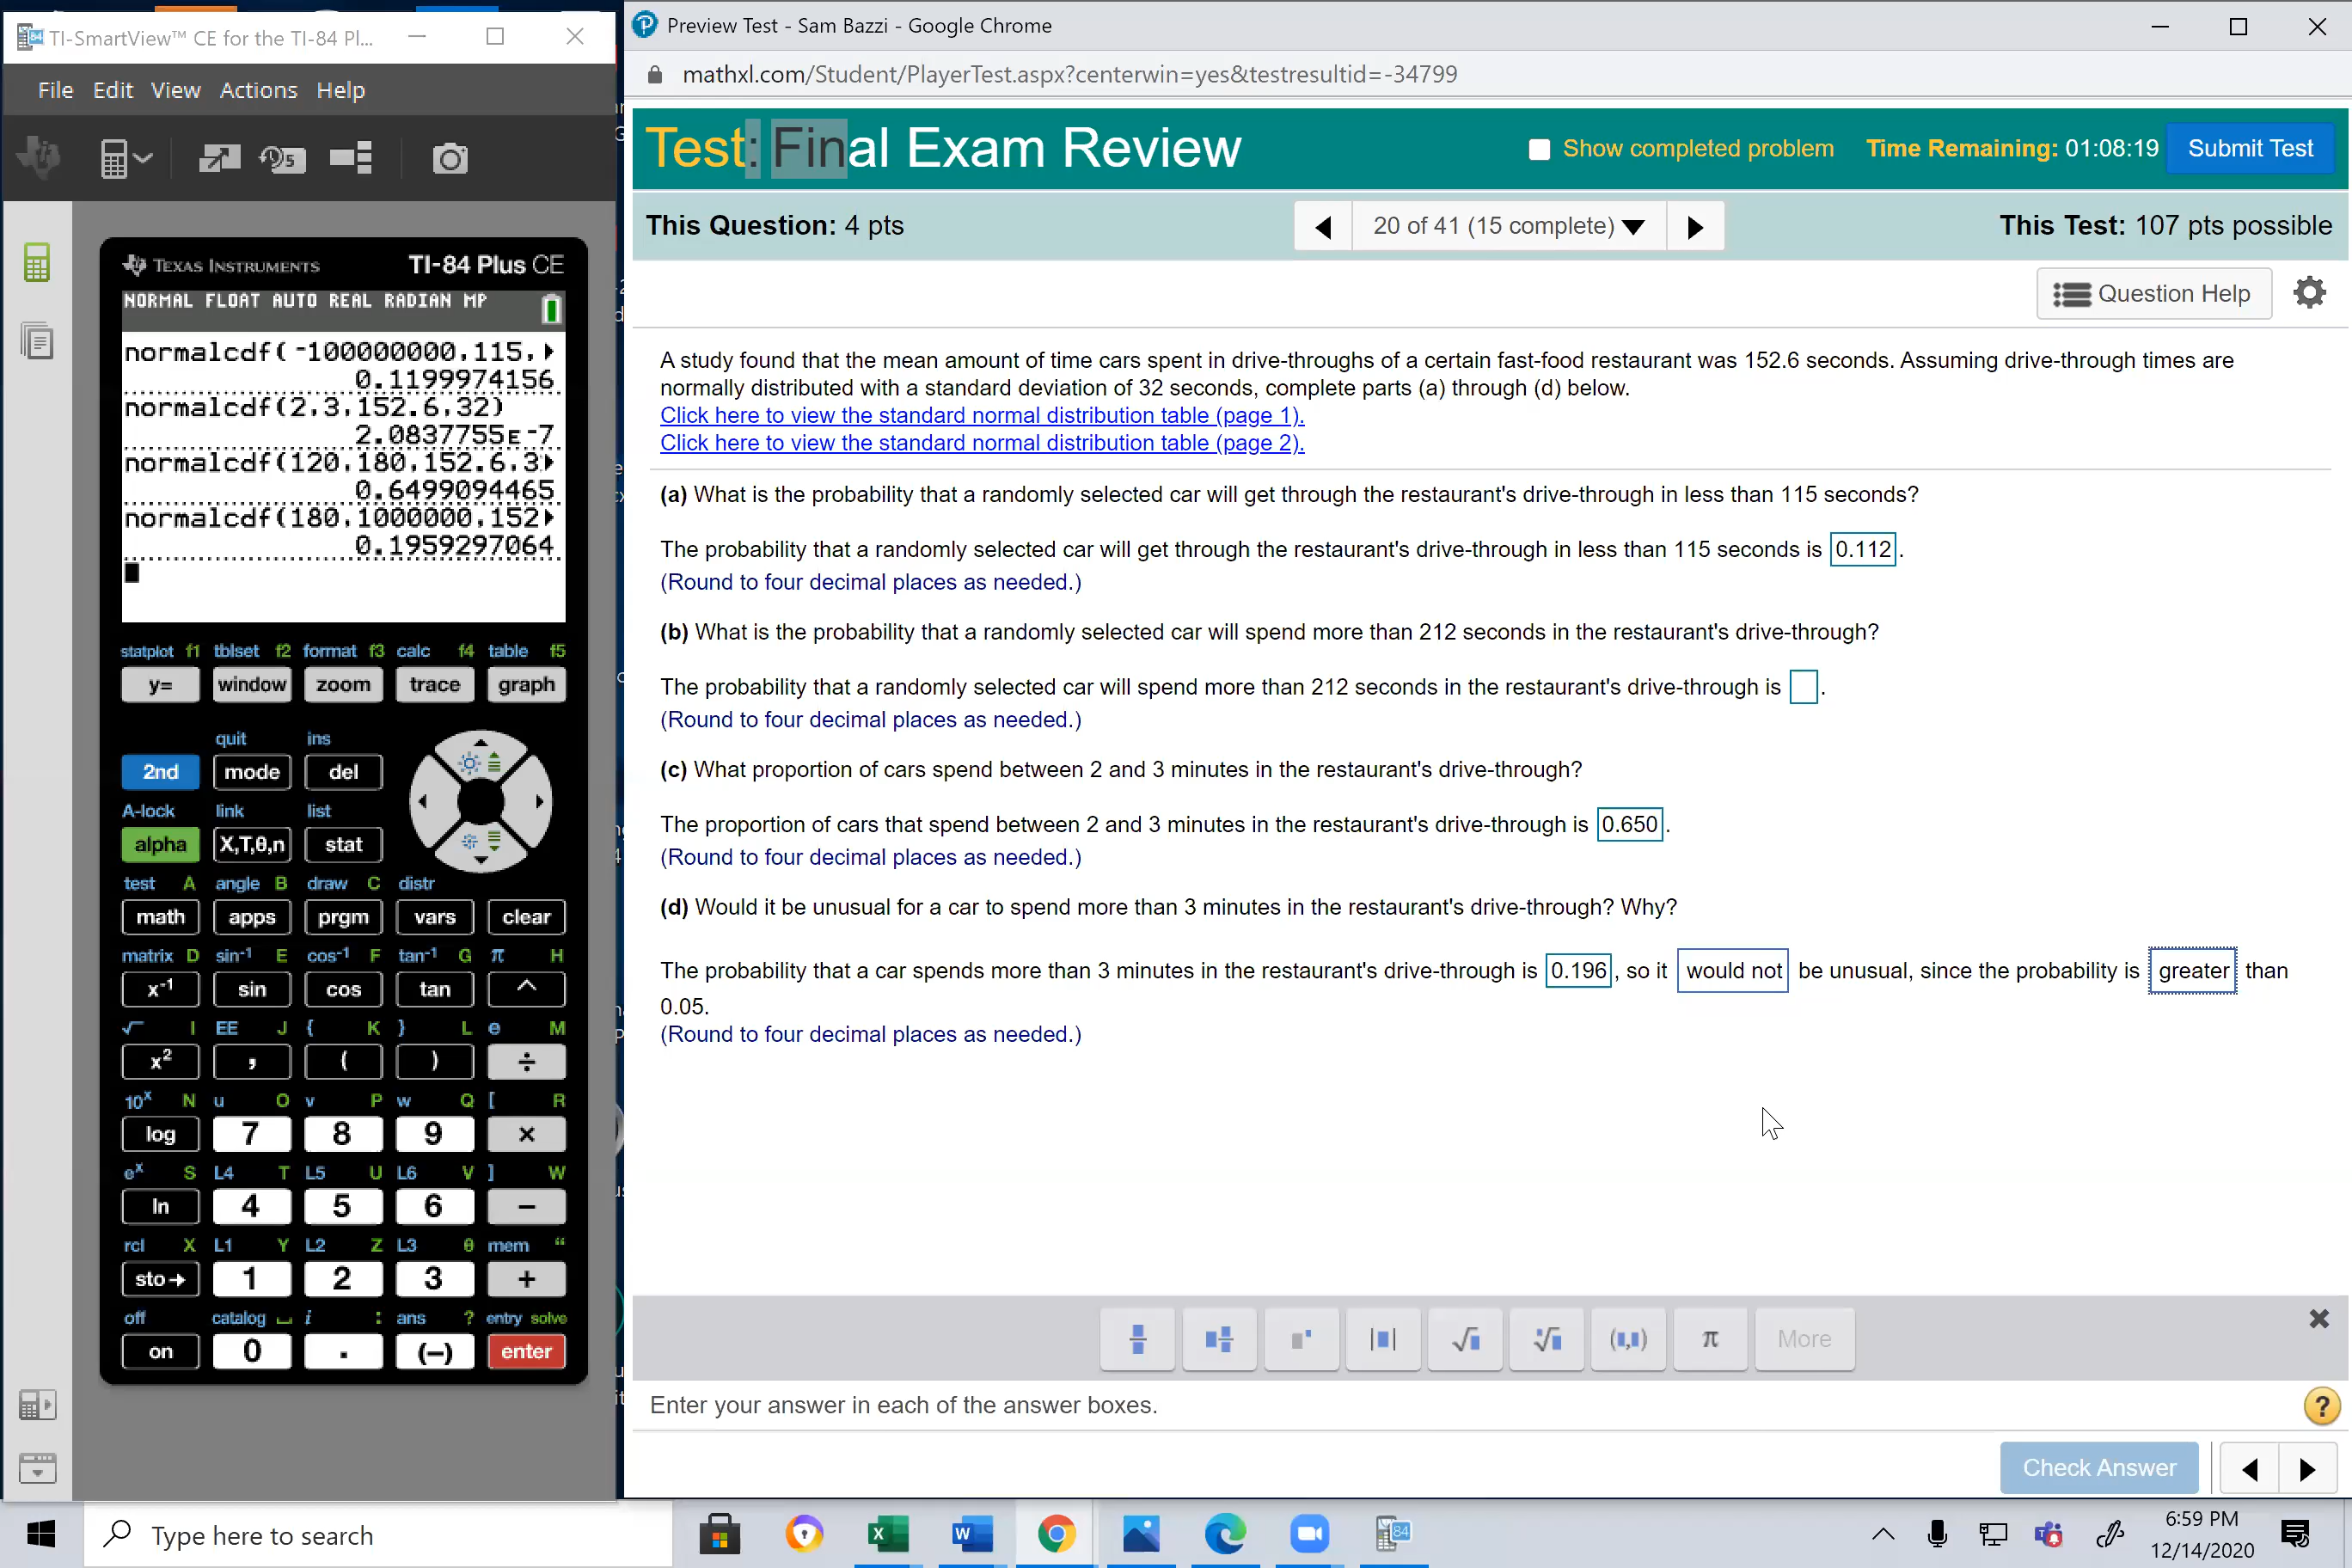 TI-SmartView™ CE for the TI-84 Pl...
File Edit View Actions Help
TEXAS INSTRUMENTS TI-84 Plus CE
NORMAL FLOAT AUTO REAL RADIAN MP
normalcdf(-100000000,115,
0.1199974156
normalcdf(2,3,152.6,32)
2.0837755E-7
normalcdf(120,180,152.6,3
0.6499094465
normalcdf(180,1000000,152
0.1959297064
statplot f1 tblset f2 format f3 calc f4 table f5
y= window zoom trace graph
quit ins
2nd mode del
A-lock link list
alpha X,T,θ,n stat
test A angle B draw C distr
math apps prgm vars clear
matrix D sin-1 E cos-1 F tan-1 G π H
x-1 sin cos tan ^
√ I EE J { K } L e M
x2 , ( ) ÷
10x N u O v P w Q [ R
log 7 8 9 ×
ex S L4 T L5 U L6 V ] W
ln 4 5 6 −
rcl X L1 Y L2 Z L3 θ mem "
sto→ 1 2 3 +
off catalog i : ans ? entry solve
on 0 . (−) enter
Preview Test - Sam Bazzi - Google Chrome
mathxl.com/Student/PlayerTest.aspx?centerwin=yes&testresultid=-34799
Test: Final Exam Review
Show completed problem Time Remaining: 01:08:19 Submit Test
This Question: 4 pts 20 of 41 (15 complete) This Test: 107 pts possible
Question Help
A study found that the mean amount of time cars spent in drive-throughs of a certain fast-food restaurant was 152.6 seconds. Assuming drive-through times are
normally distributed with a standard deviation of 32 seconds, complete parts (a) through (d) below.
Click here to view the standard normal distribution table (page 1).
Click here to view the standard normal distribution table (page 2).
(a) What is the probability that a randomly selected car will get through the restaurant's drive-through in less than 115 seconds?
The probability that a randomly selected car will get through the restaurant's drive-through in less than 115 seconds is 0.112.
(Round to four decimal places as needed.)
(b) What is the probability that a randomly selected car will spend more than 212 seconds in the restaurant's drive-through?
The probability that a randomly selected car will spend more than 212 seconds in the restaurant's drive-through is .
(Round to four decimal places as needed.)
(c) What proportion of cars spend between 2 and 3 minutes in the restaurant's drive-through?
The proportion of cars that spend between 2 and 3 minutes in the restaurant's drive-through is 0.650.
(Round to four decimal places as needed.)
(d) Would it be unusual for a car to spend more than 3 minutes in the restaurant's drive-through? Why?
The probability that a car spends more than 3 minutes in the restaurant's drive-through is 0.196, so it would not be unusual, since the probability is greater than
0.05.
(Round to four decimal places as needed.)
π More
Enter your answer in each of the answer boxes.
?
Check Answer
Type here to search
6:59 PM
12/14/2020